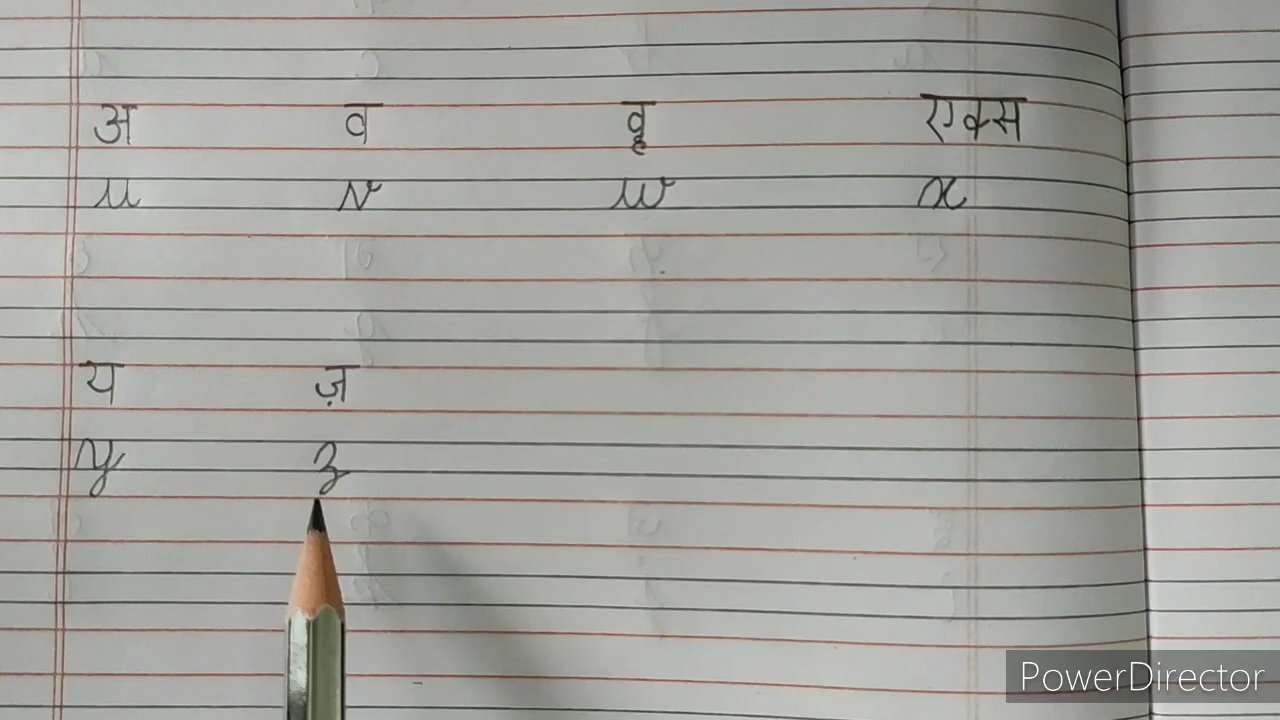 अ व वू एक्स
u v w x
य ज़
y z
PowerDirector